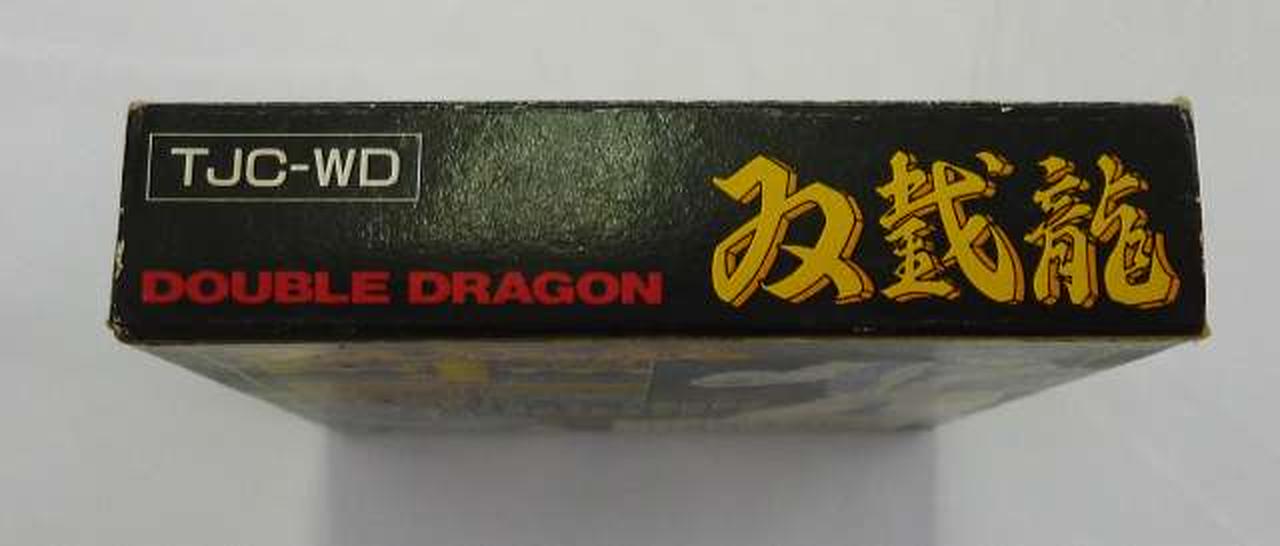 TJC-WD
DOUBLE DRAGON
双截龍